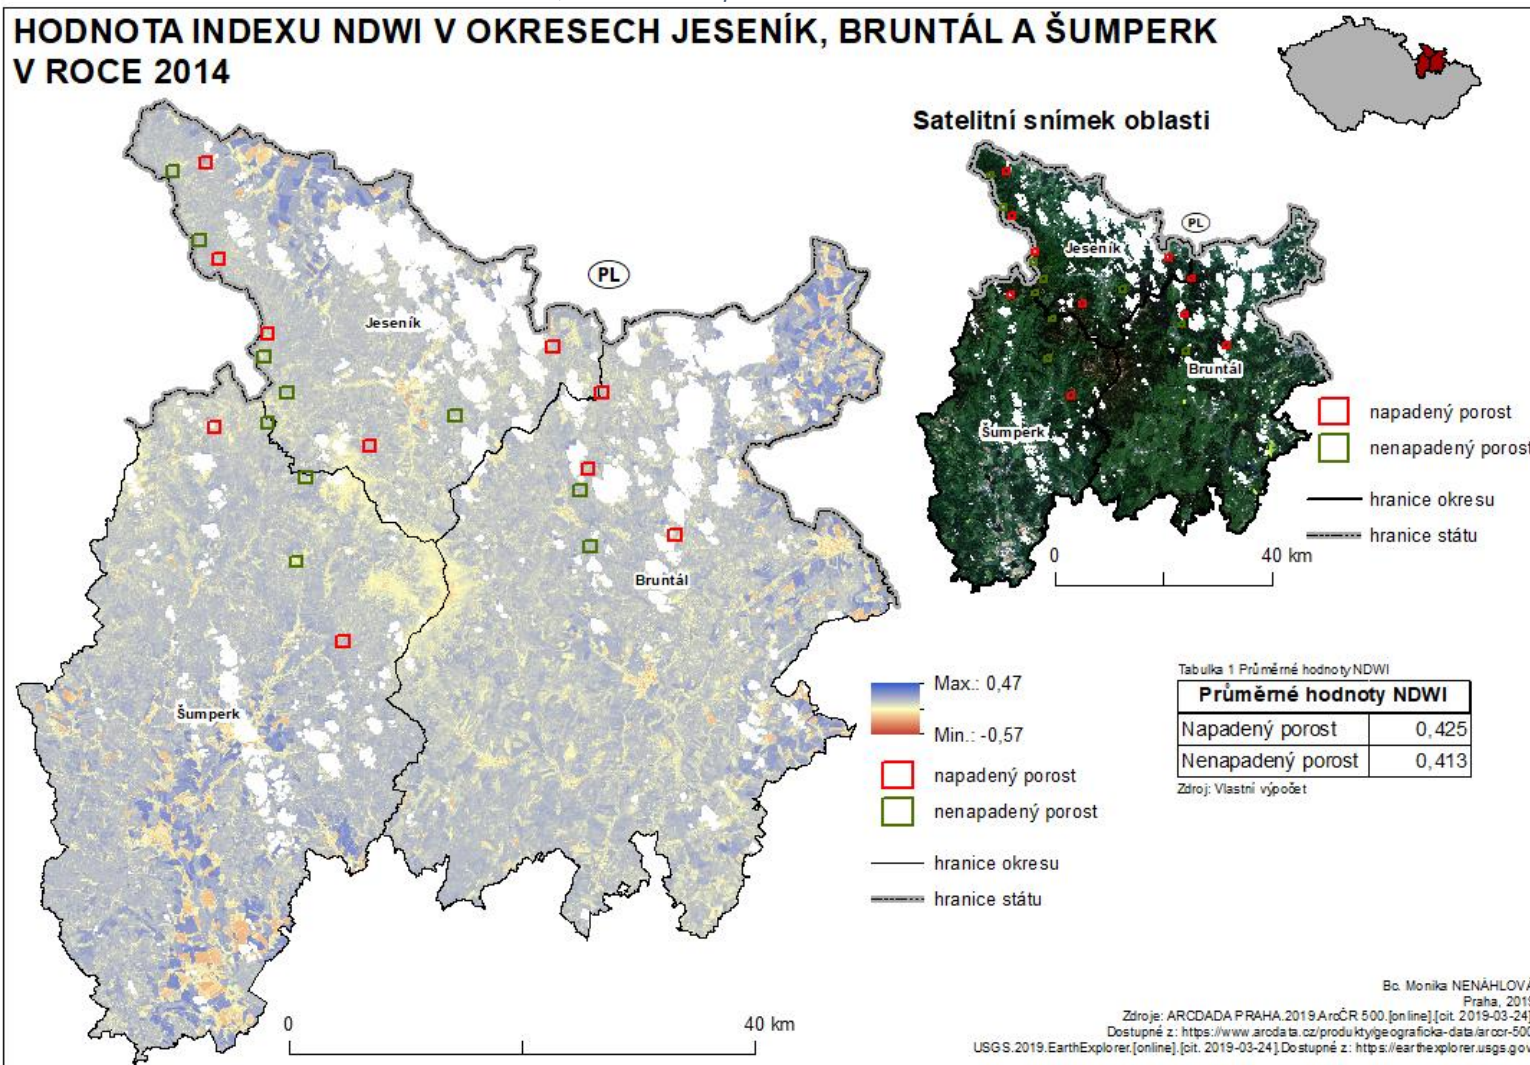 HODNOTA INDEXU NDWI V OKRESECH JESENÍK, BRUNTÁL A ŠUMPERK
V ROCE 2014
Satelitní snímek oblasti
PL
Jeseník
Bruntál
Šumperk
0 40 km
napadený porost
nenapadený porost
hranice okresu
hranice státu
PL
Jeseník
Bruntál
Šumperk
Max.: 0,47
Min.: -0,57
napadený porost
nenapadený porost
hranice okresu
hranice státu
Tabulka 1 Průměrné hodnoty NDWI
Průměrné hodnoty NDWI
Napadený porost 0,425
Nenapadený porost 0,413
Zdroj: Vlastní výpočet
0 40 km
Bc. Monika NENÁHLOVÁ
Praha, 2019
Zdroje: ARCDADA PRAHA.2019.ArcČR 500.[online].[cit. 2019-03-24]
Dostupné z: https://www.arcdata.cz/produkty/geograficka-data/arccr-500
USGS.2019.EarthExplorer.[online].[cit. 2019-03-24].Dostupné z: https://earthexplorer.usgs.gov